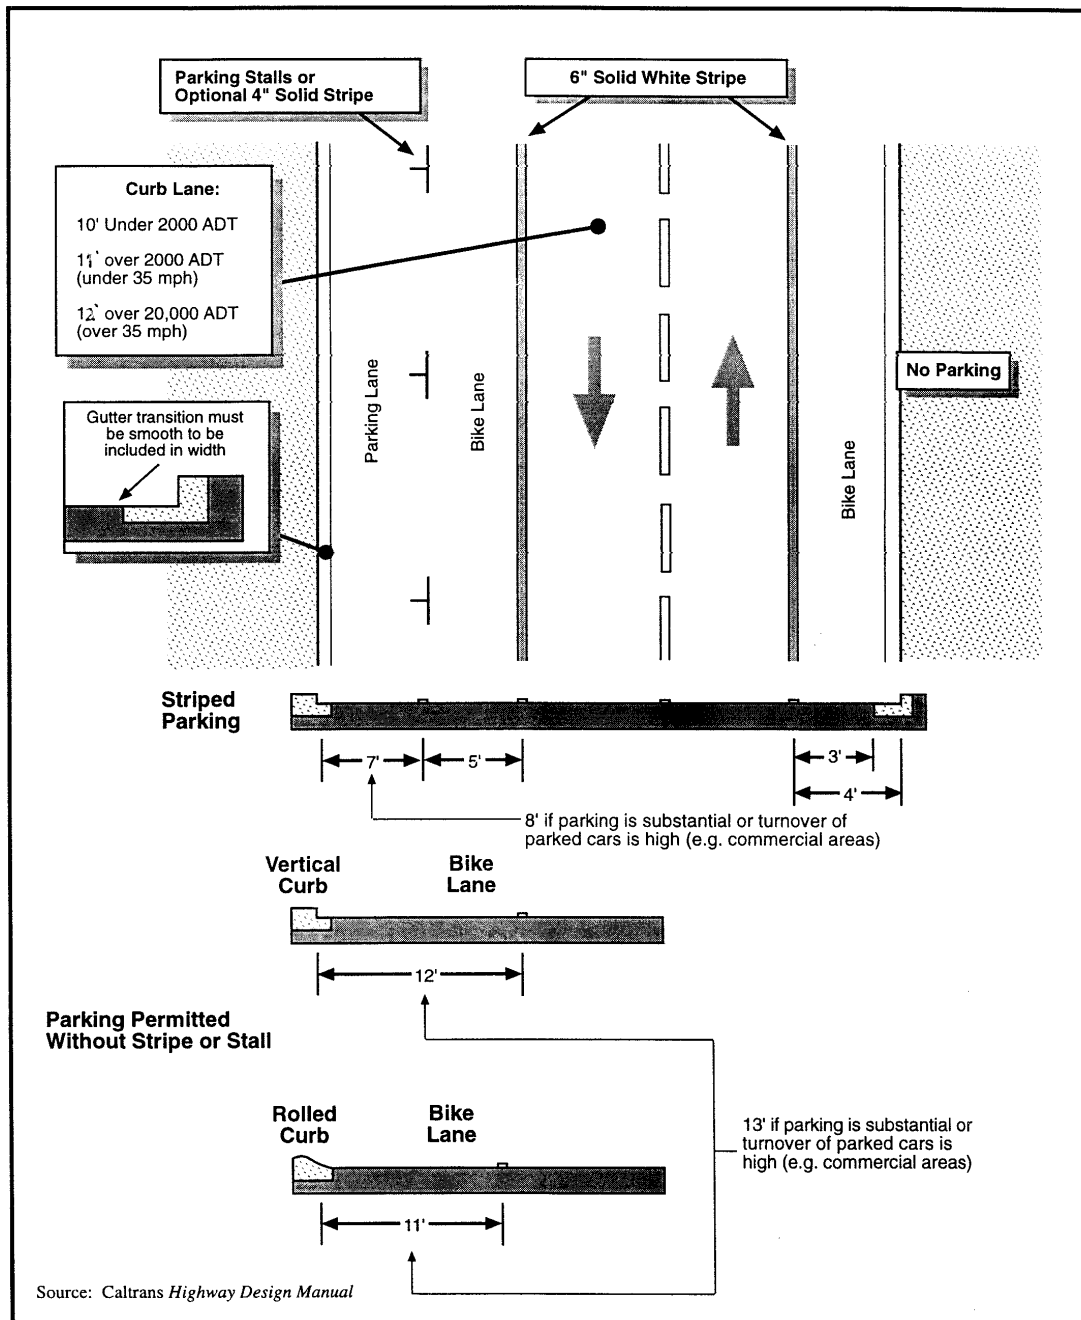 Parking Stalls or
Optional 4" Solid Stripe
6" Solid White Stripe
Curb Lane:
10' Under 2000 ADT
11' over 2000 ADT
(under 35 mph)
12' over 20,000 ADT
(over 35 mph)
No Parking
Gutter transition must
be smooth to be
included in width
Parking Lane
Bike Lane
Bike Lane
Striped
Parking
7'
5'
3'
4'
8' if parking is substantial or turnover of
parked cars is high (e.g. commercial areas)
Vertical
Curb
Bike
Lane
12'
Parking Permitted
Without Stripe or Stall
Rolled
Curb
Bike
Lane
13' if parking is substantial or
turnover of parked cars is
high (e.g. commercial areas)
11'
Source: Caltrans Highway Design Manual